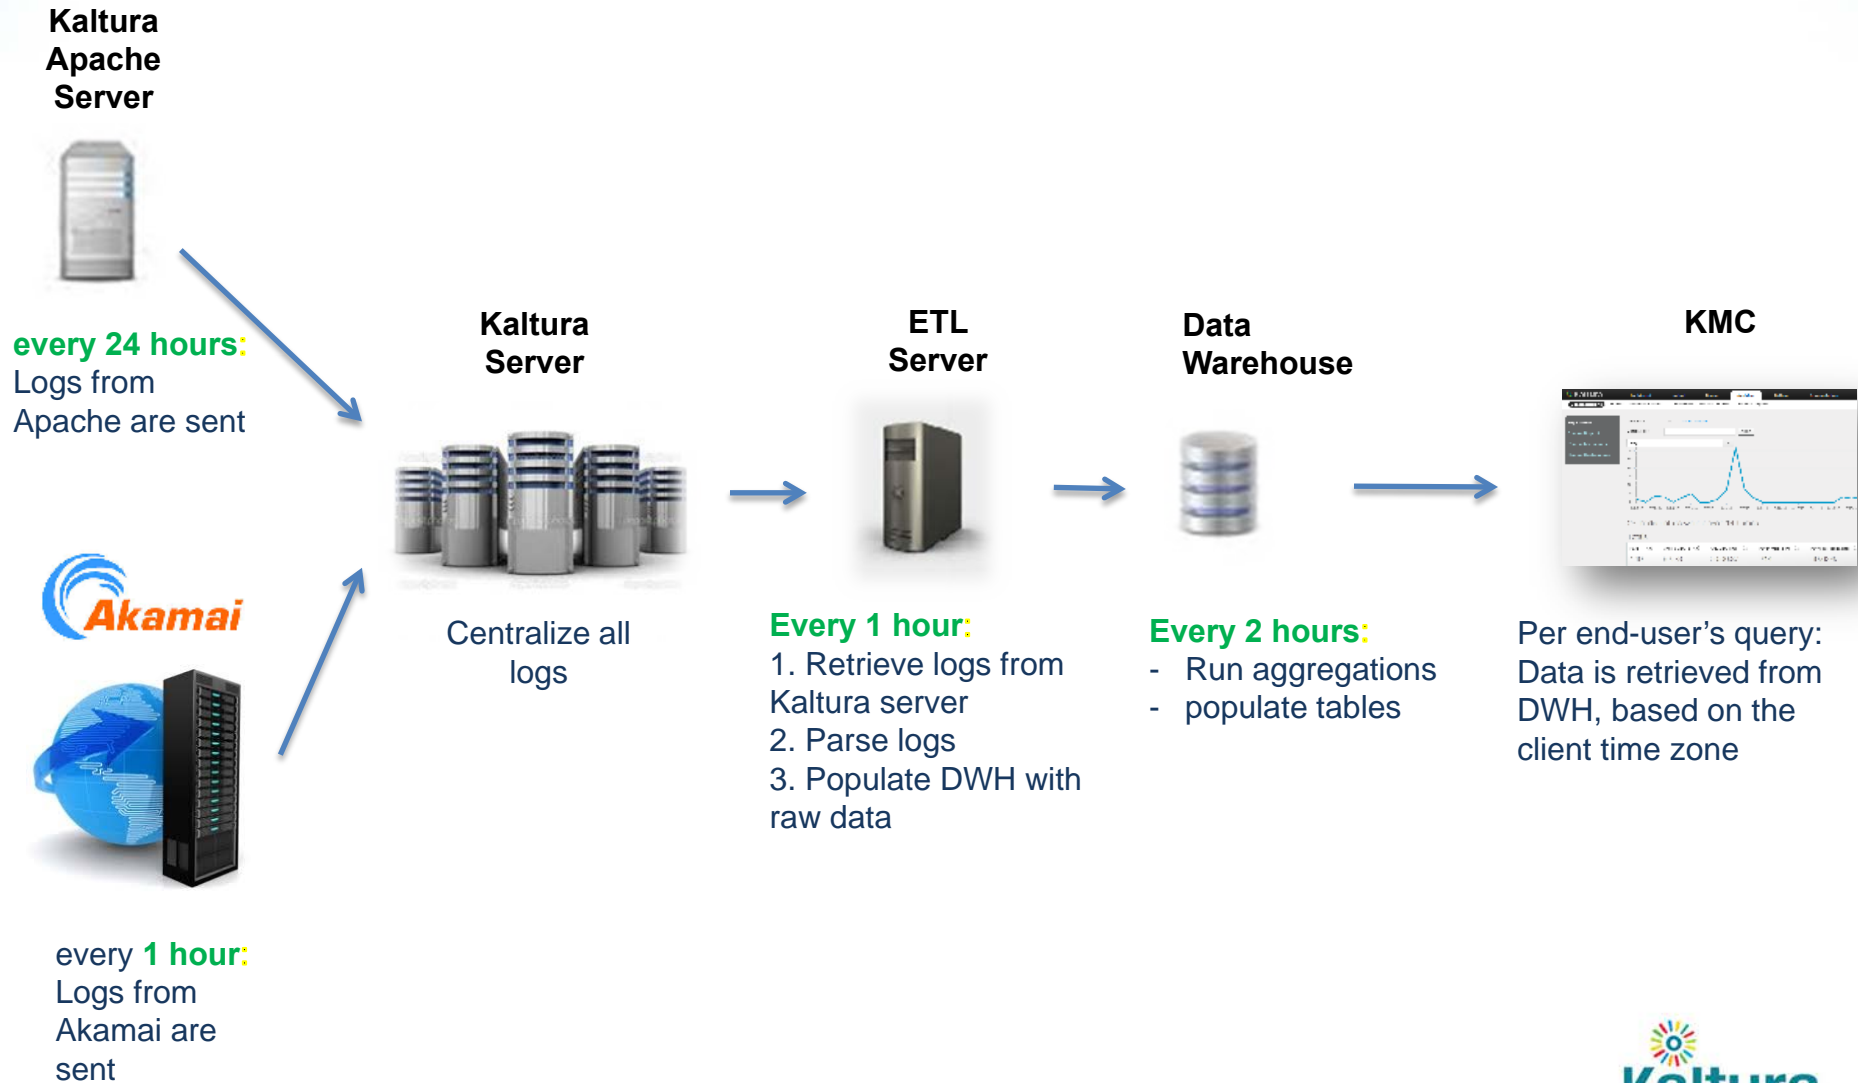 Kaltura
Apache
Server
every 24 hours:
Logs from
Apache are sent
Akamai
every 1 hour:
Logs from
Akamai are
sent
Kaltura
Server
Centralize all
logs
ETL
Server
Every 1 hour:
1. Retrieve logs from
Kaltura server
2. Parse logs
3. Populate DWH with
raw data
Data
Warehouse
Every 2 hours:
- Run aggregations
- populate tables
KMC
Per end-user’s query:
Data is retrieved from
DWH, based on the
client time zone
Kaltura